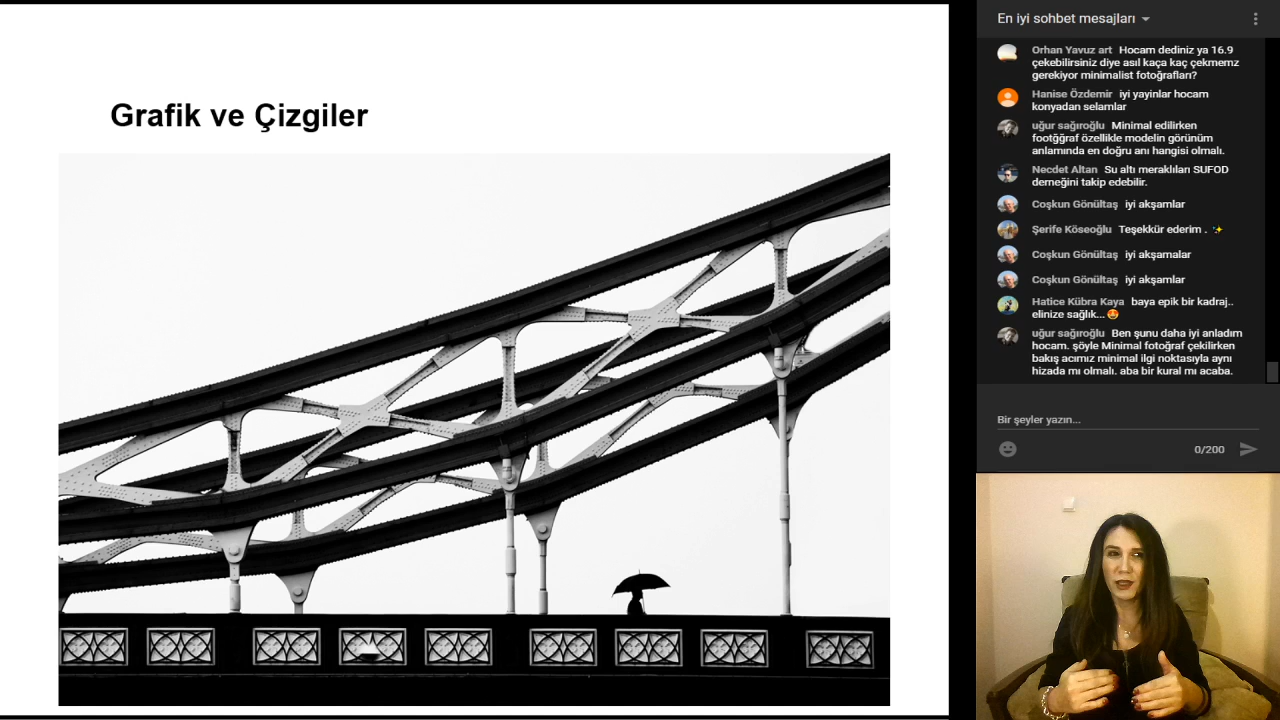 Grafik ve Çizgiler
En iyi sohbet mesajları
Orhan Yavuz art Hocam dediniz ya 16.9
çekebilirsiniz diye asıl kaça kaç çekmemz
gerekiyor minimalist fotoğrafları?
Hanise Özdemir iyi yayinlar hocam
konyadan selamlar
uğur sağıroğlu Minimal edilirken
footğğraf özellikle modelin görünüm
anlamında en doğru anı hangisi olmalı.
Necdet Altan Su altı meraklıları SUFOD
derneğini takip edebilir.
Coşkun Gönültaş iyi akşamlar
Şerife Köseoğlu Teşekkür ederim . ✨
Coşkun Gönültaş iyi akşamalar
Coşkun Gönültaş iyi akşamlar
Hatice Kübra Kaya baya epik bir kadraj..
elinize sağlık... 🤩
uğur sağıroğlu Ben şunu daha iyi anladım
hocam. şöyle Minimal fotoğraf çekilirken
bakış acımız minimal ilgi noktasıyla aynı
hizada mı olmalı. aba bir kural mı acaba.
Bir şeyler yazın...
0/200